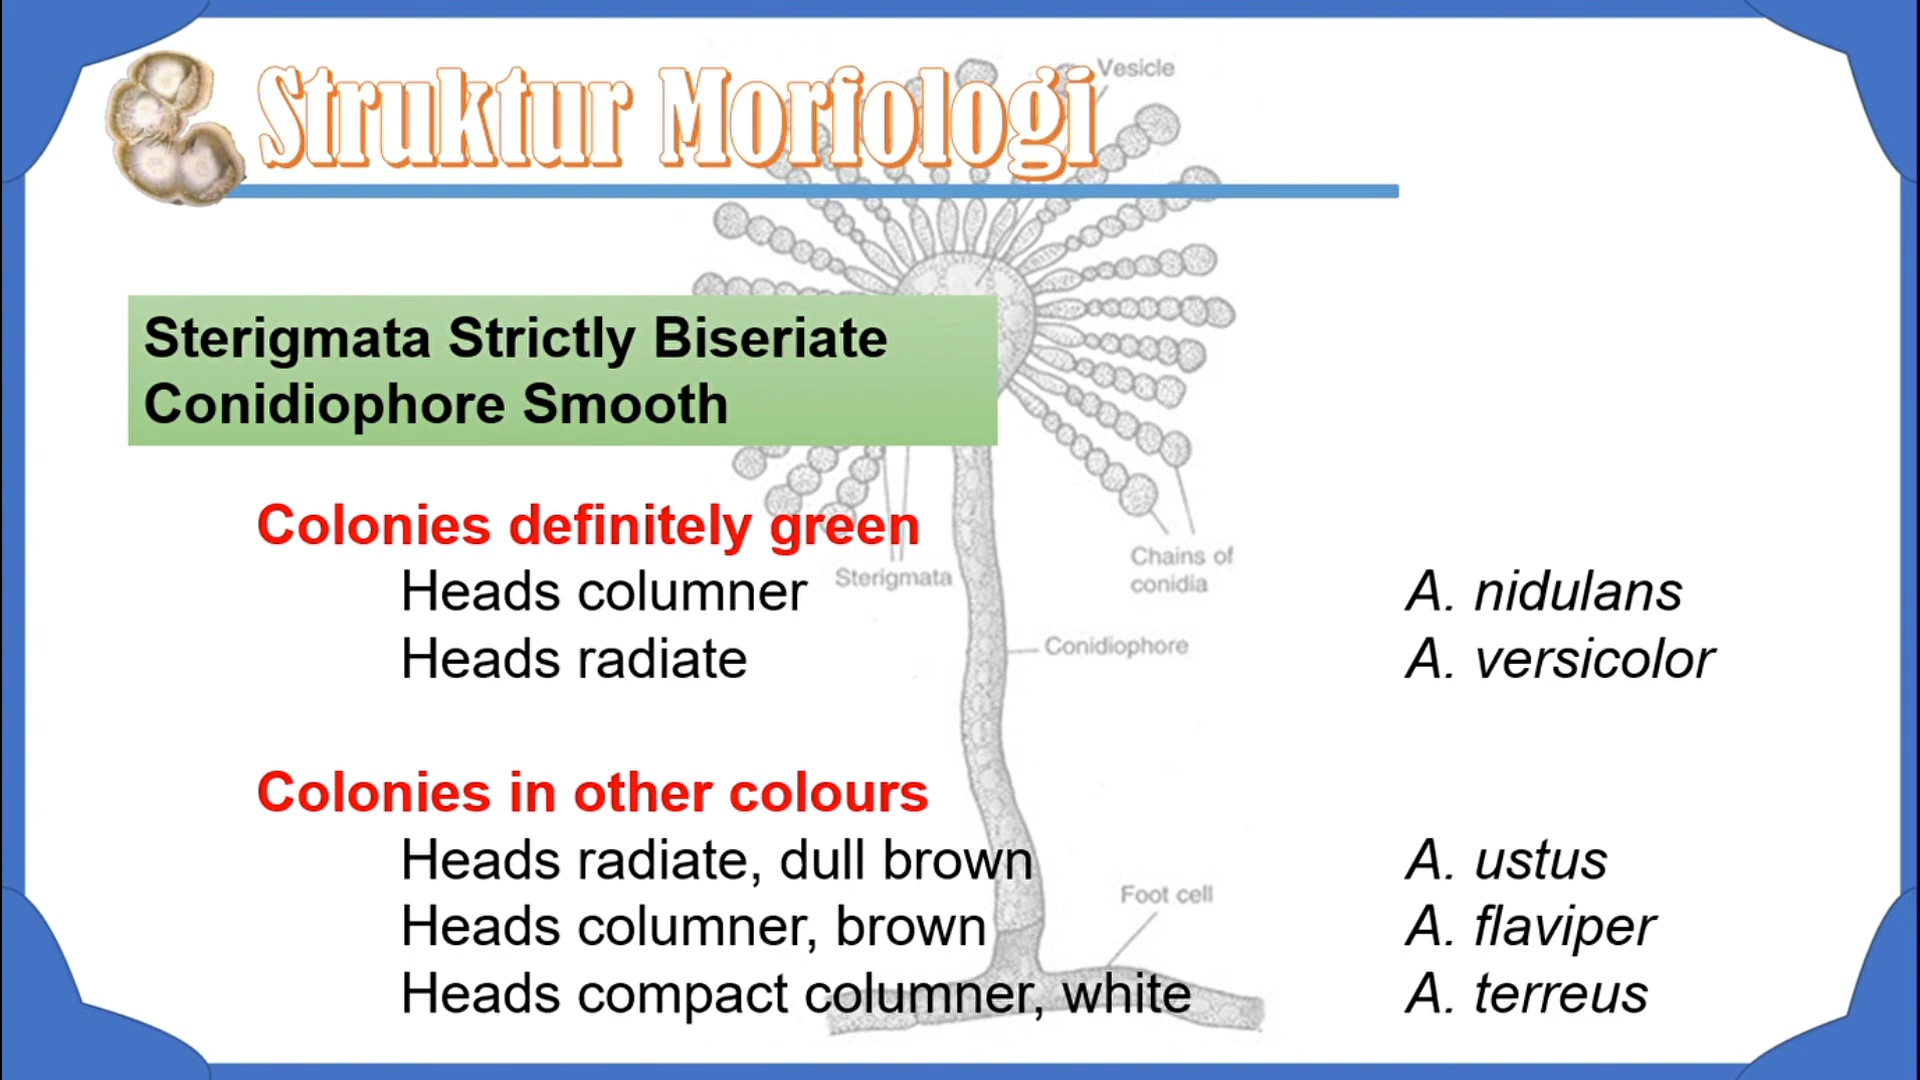 Struktur Morfologi
Vesicle
Sterigmata Strictly Biseriate
Conidiophore Smooth
Colonies definitely green
Chains of
conidia
Sterigmata
Heads columner A. nidulans
Conidiophore
Heads radiate A. versicolor
Colonies in other colours
Heads radiate, dull brown A. ustus
Foot cell
Heads columner, brown A. flaviper
Heads compact columner, white A. terreus